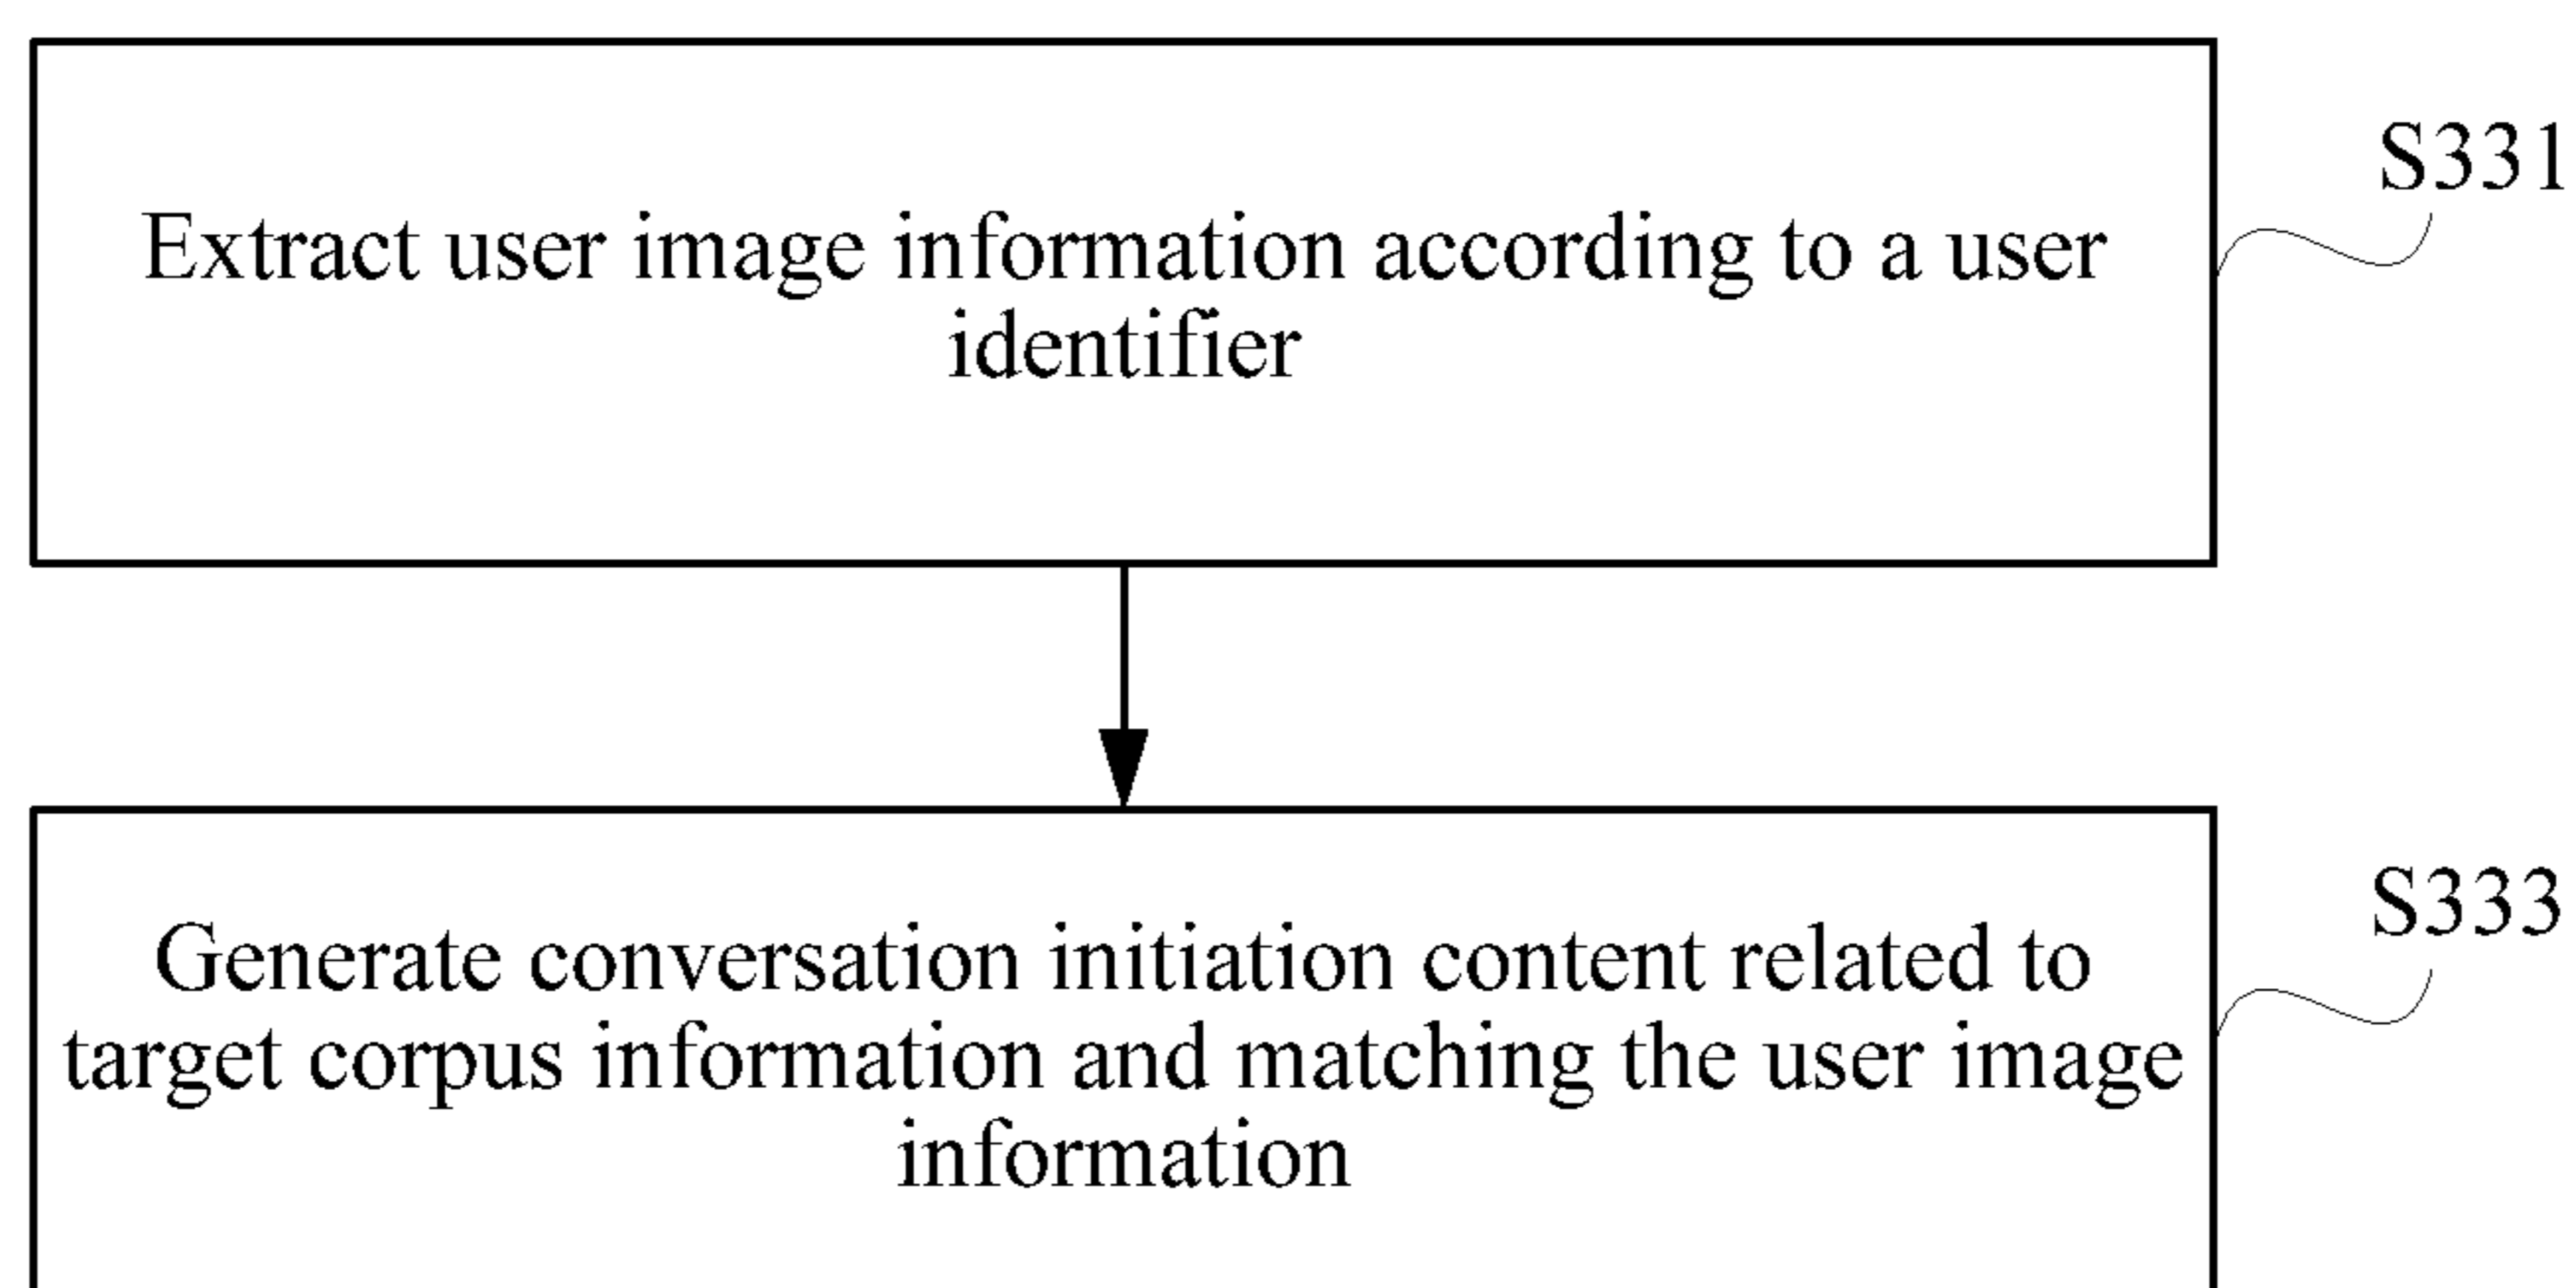 S331
Extract user image information according to a user
identifier
S333
Generate conversation initiation content related to
target corpus information and matching the user image
information